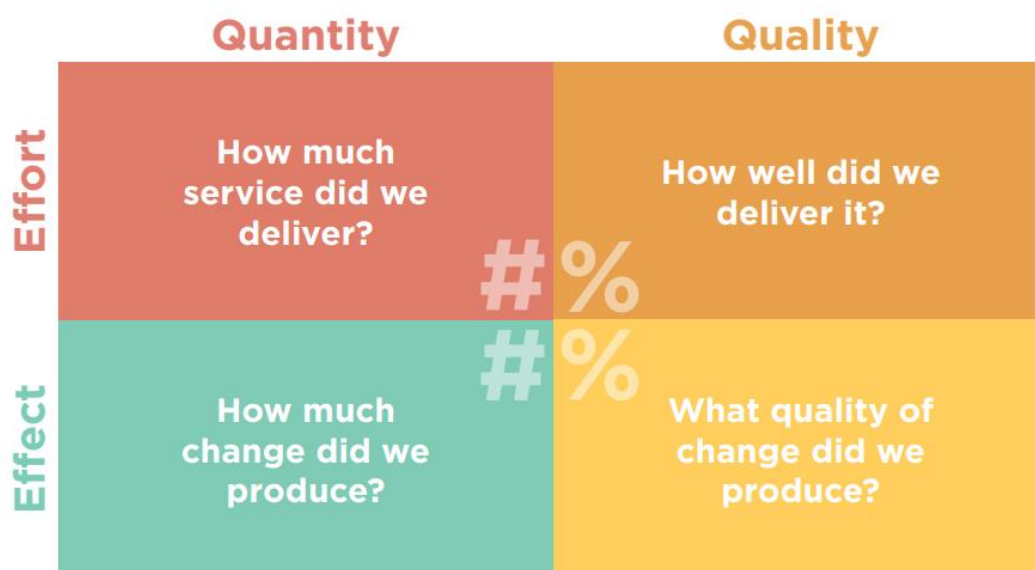 Quantity
Quality
Effort
How much
service did we
deliver?
How well did we
deliver it?
# %
# %
Effect
How much
change did we
produce?
What quality of
change did we
produce?